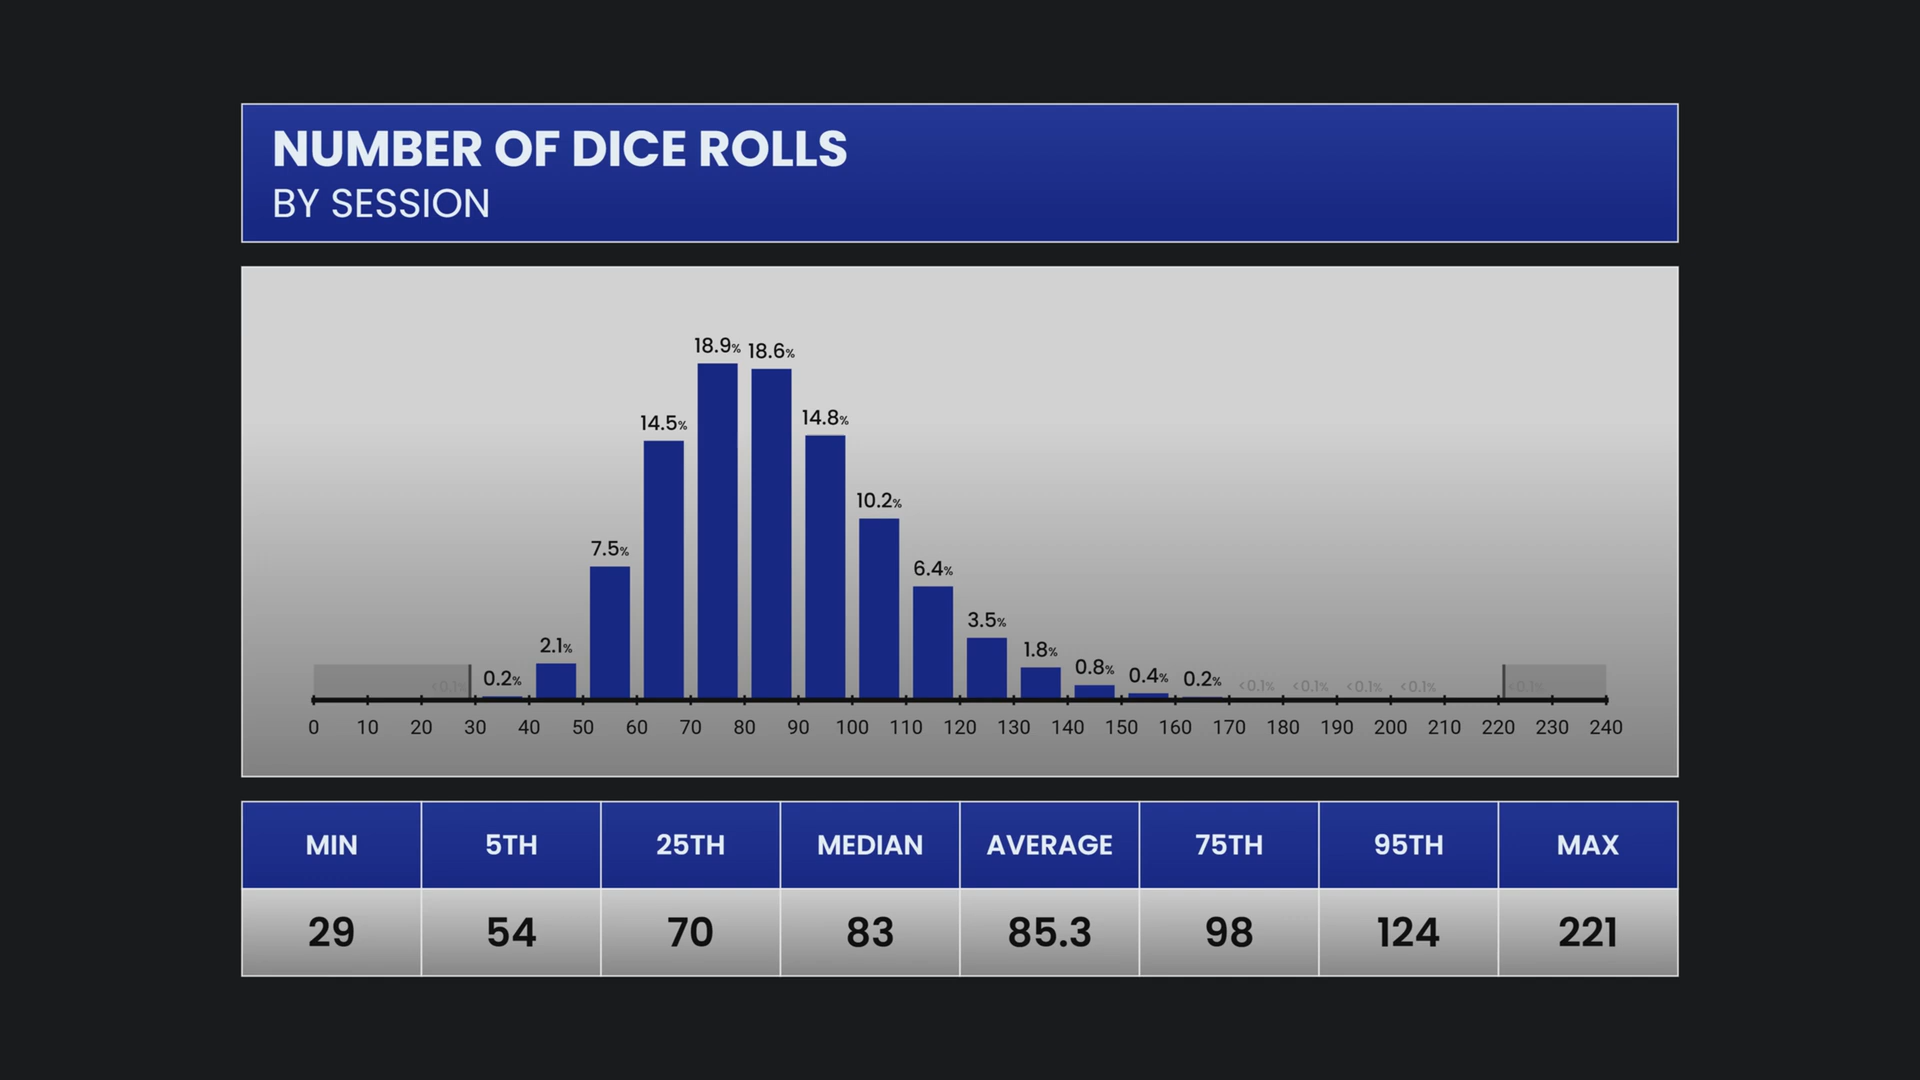 NUMBER OF DICE ROLLS
BY SESSION
18.9% 18.6%
14.5% 14.8%
10.2%
7.5% 6.4%
3.5%
2.1% 1.8%
<0.1% 0.2% 0.8% 0.4% 0.2% <0.1% <0.1% <0.1% <0.1% <0.1%
0 10 20 30 40 50 60 70 80 90 100 110 120 130 140 150 160 170 180 190 200 210 220 230 240
MIN 5TH 25TH MEDIAN AVERAGE 75TH 95TH MAX
29 54 70 83 85.3 98 124 221